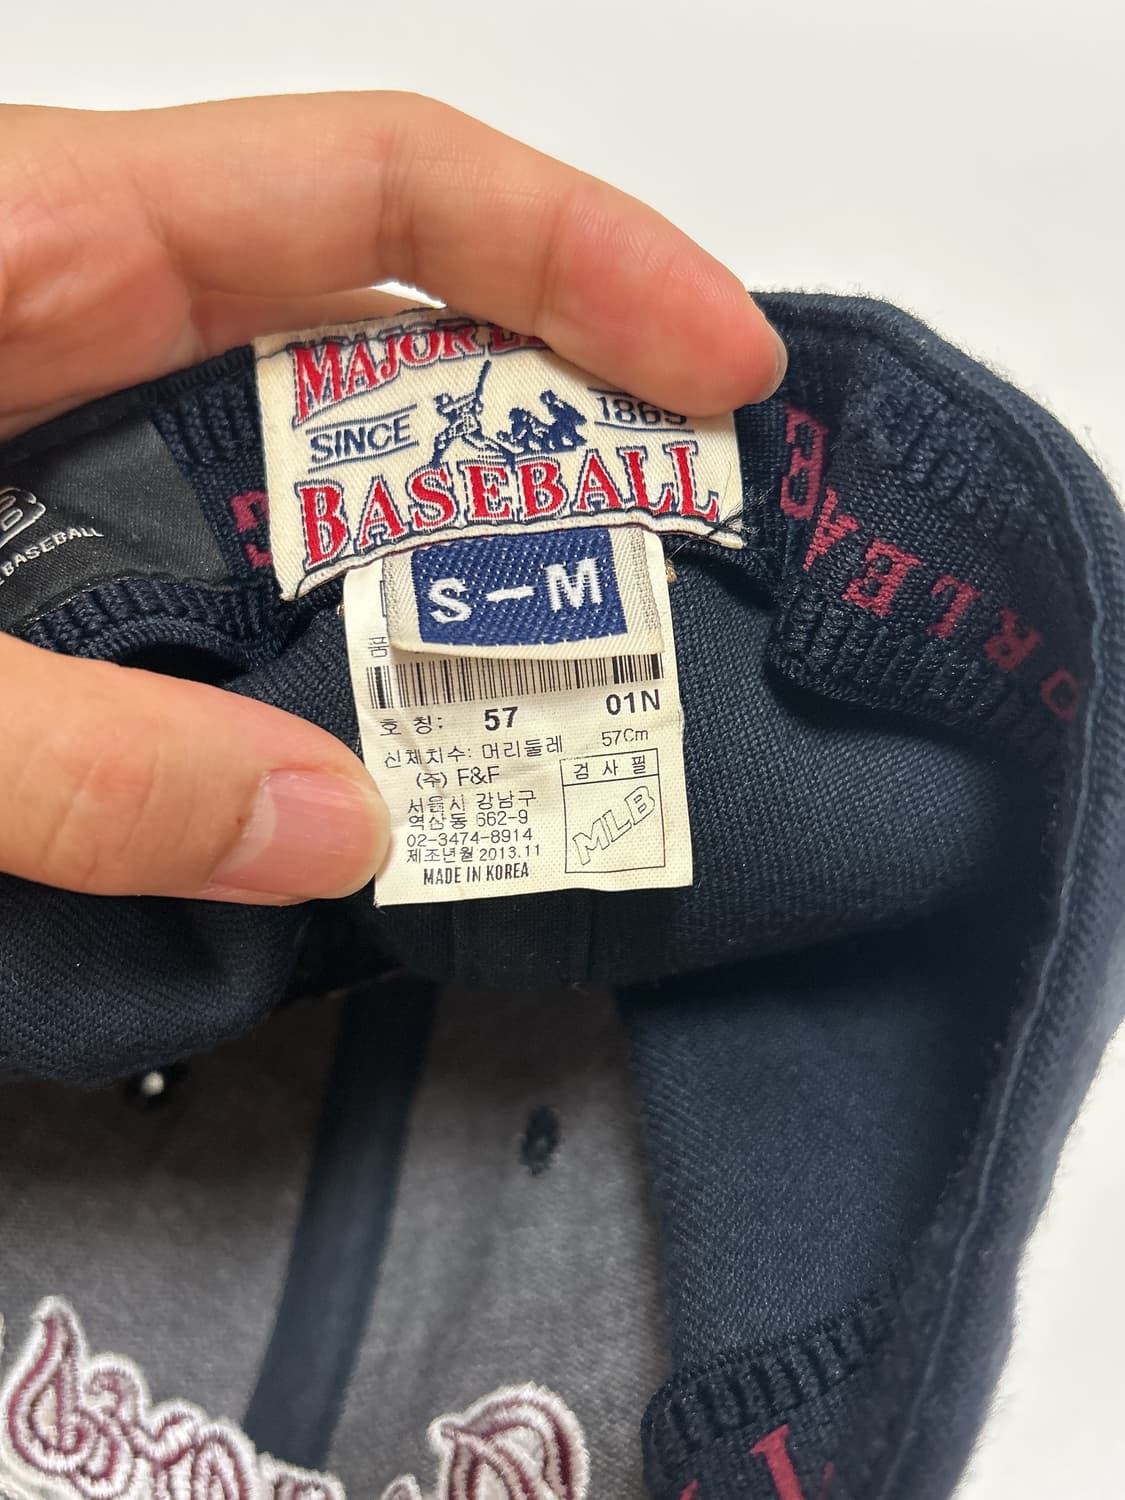 MAJOR
SINCE 1869
BASEBALL
BASEBALL
S-M
01N
호 칭: 57
57Cm
신체치수: 머리둘레
(주) F&F
검 사 필
MLB
서울시 강남구
역삼동 662-9
02-3474-8914
제조년월 2013.11
MADE IN KOREA